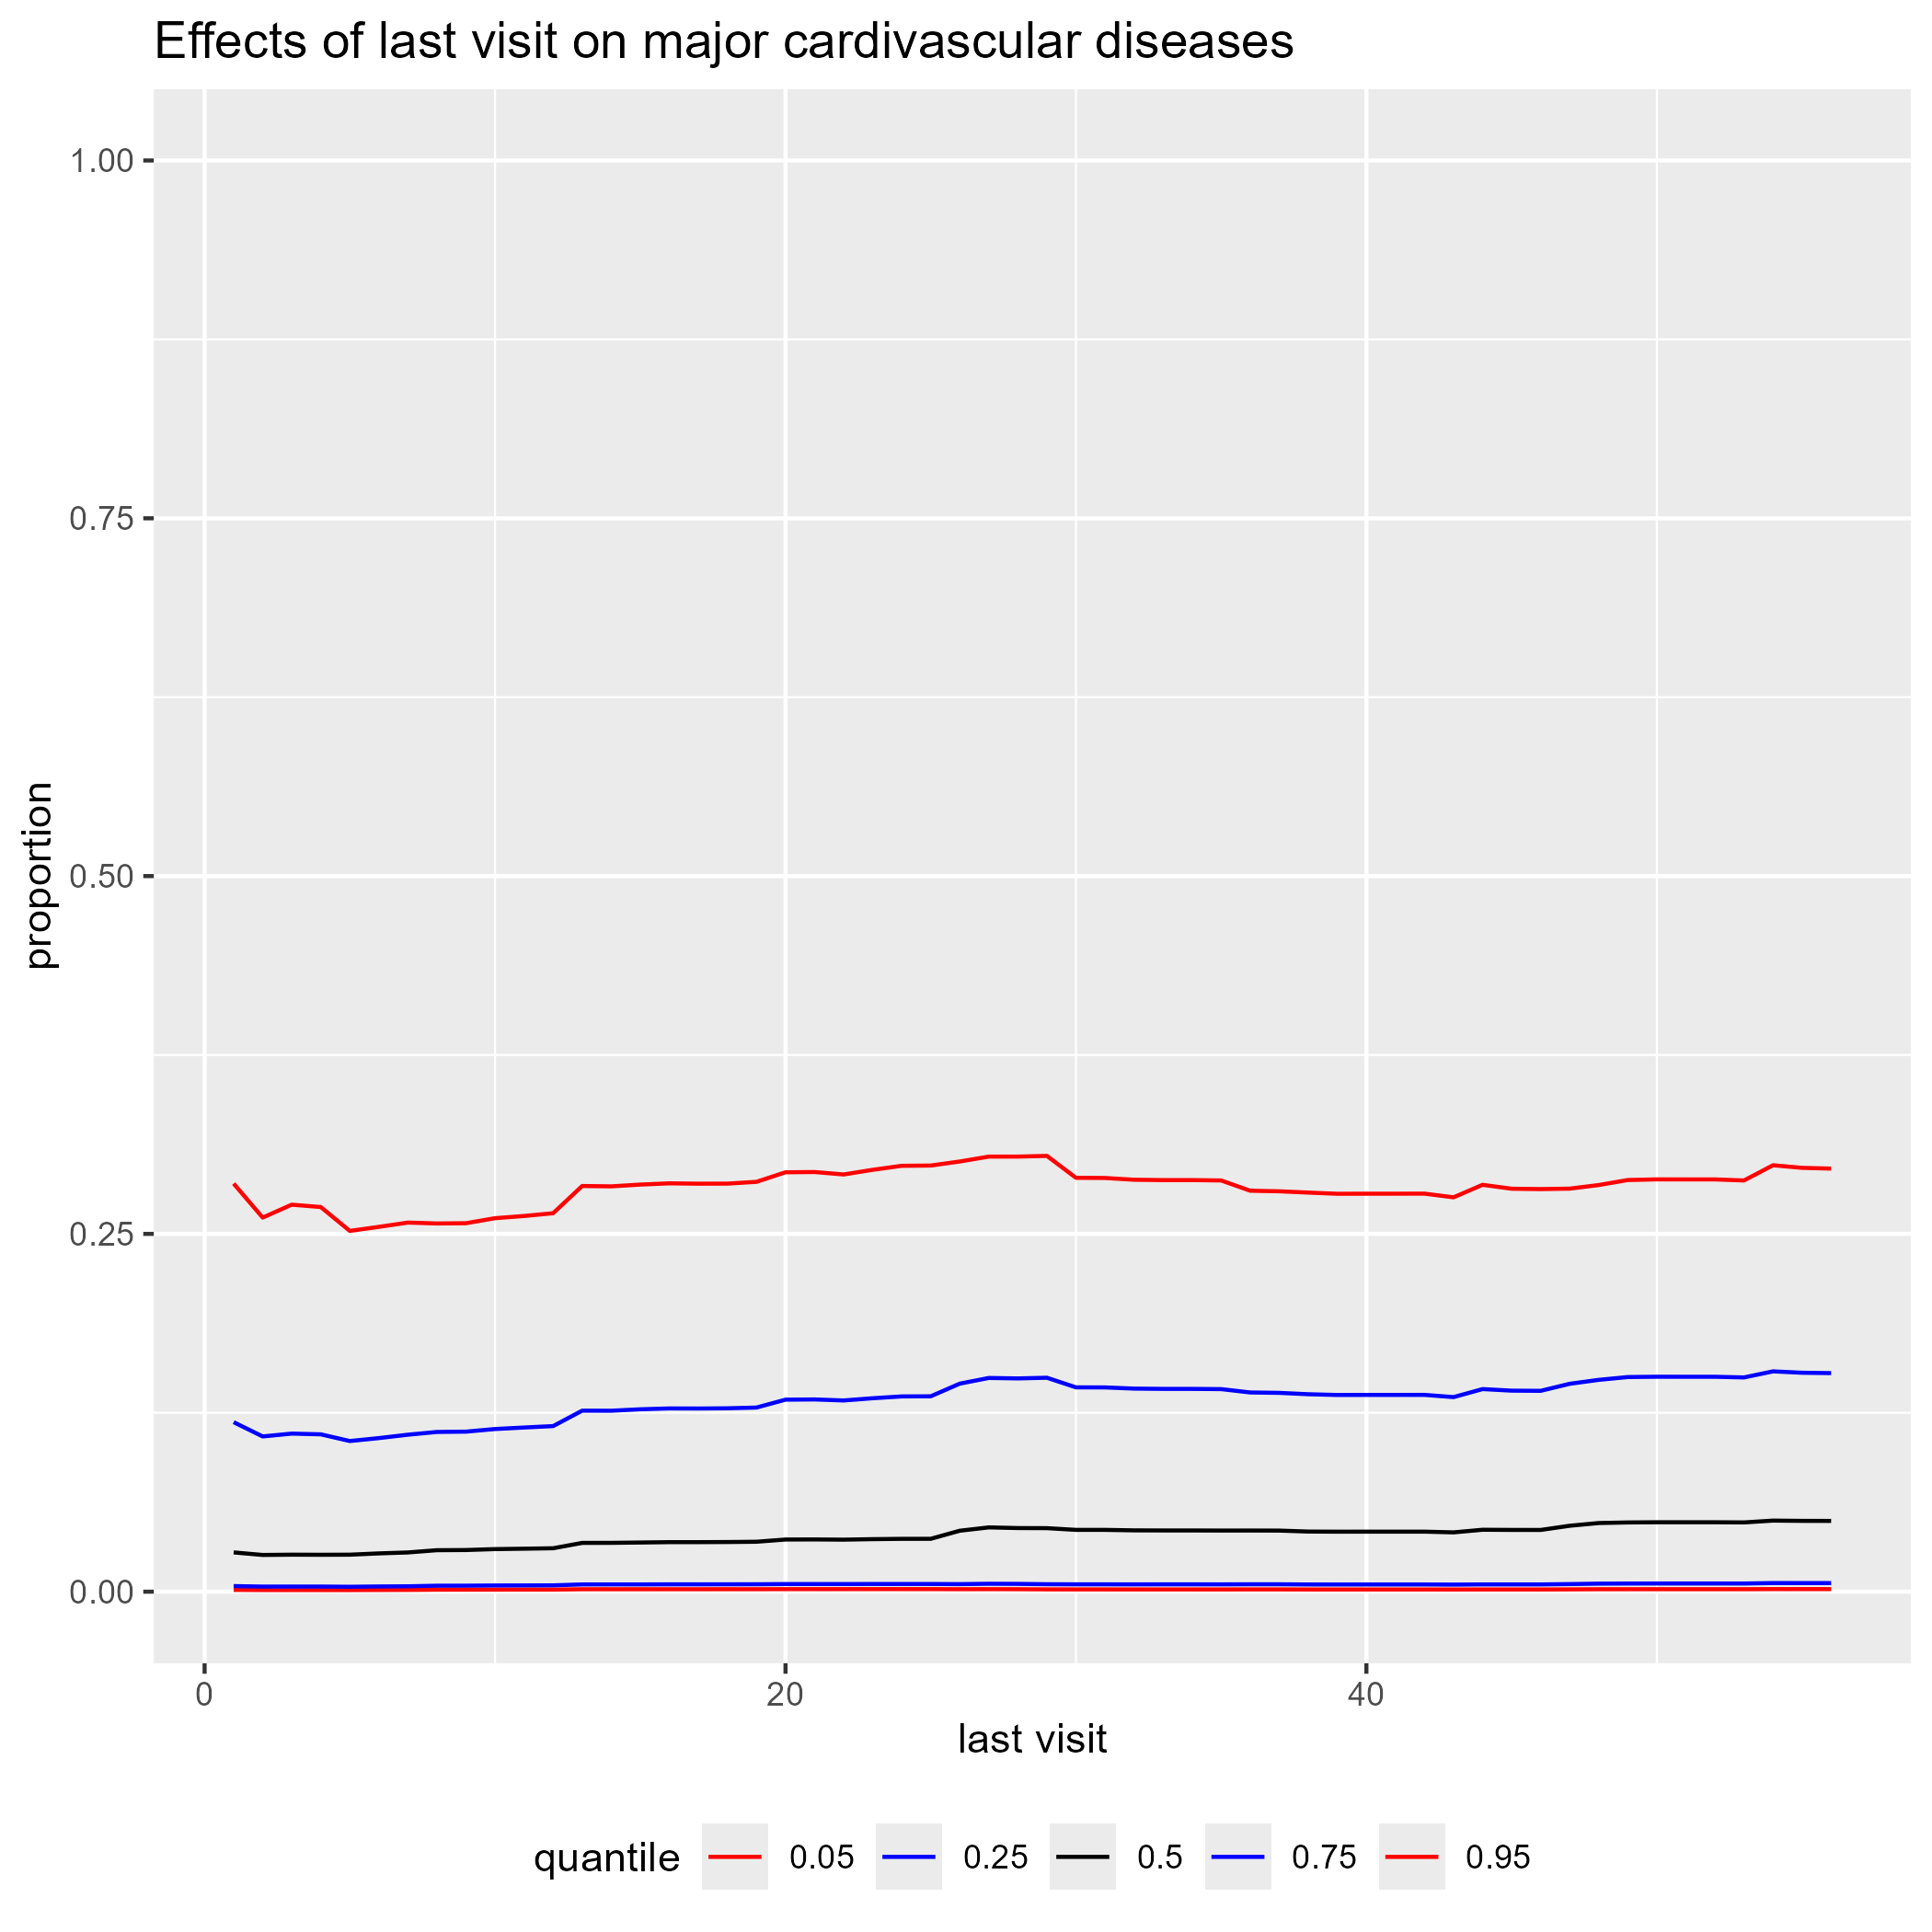 Effects of last visit on major cardivascular diseases
1.00
0.75
0.50
0.25
0.00
proportion
0 20 40
last visit
quantile 0.05 0.25 0.5 0.75 0.95